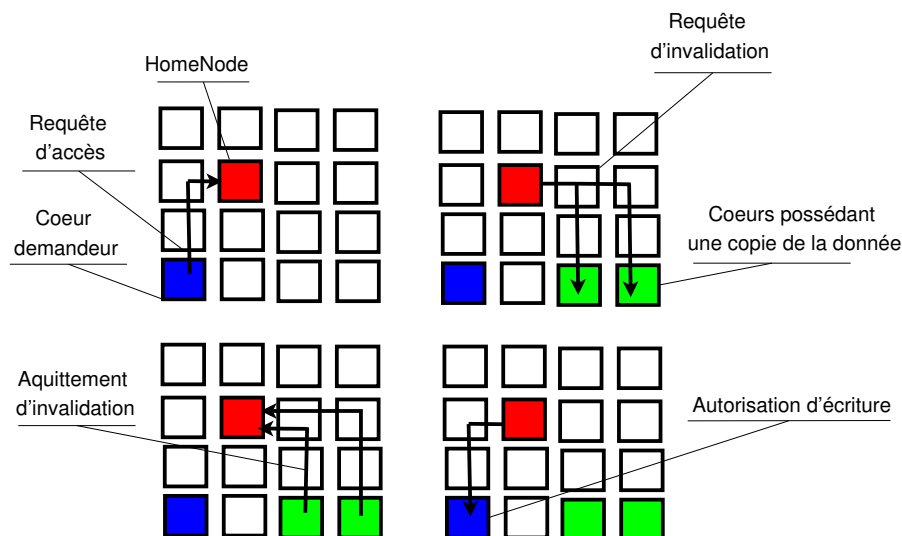 HomeNode
Requête
d'accès
Coeur
demandeur
Requête
d'invalidation
Coeurs possédant
une copie de la donnée
Aquittement
d'invalidation
Autorisation d'écriture